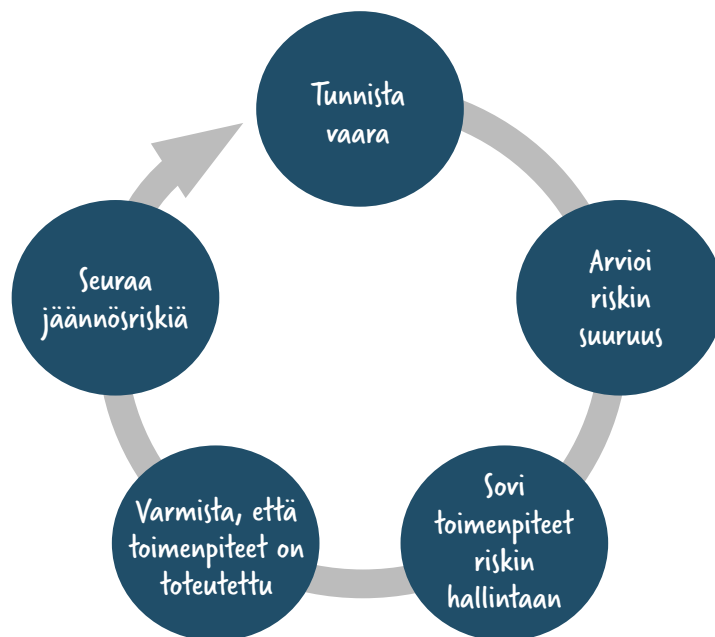 Tunnista
vaara
Arvioi
riskin
suuruus
Sovi
toimenpiteet
riskin
hallintaan
Varmista, että
toimenpiteet on
toteutettu
Seuraa
jäännösriskiä